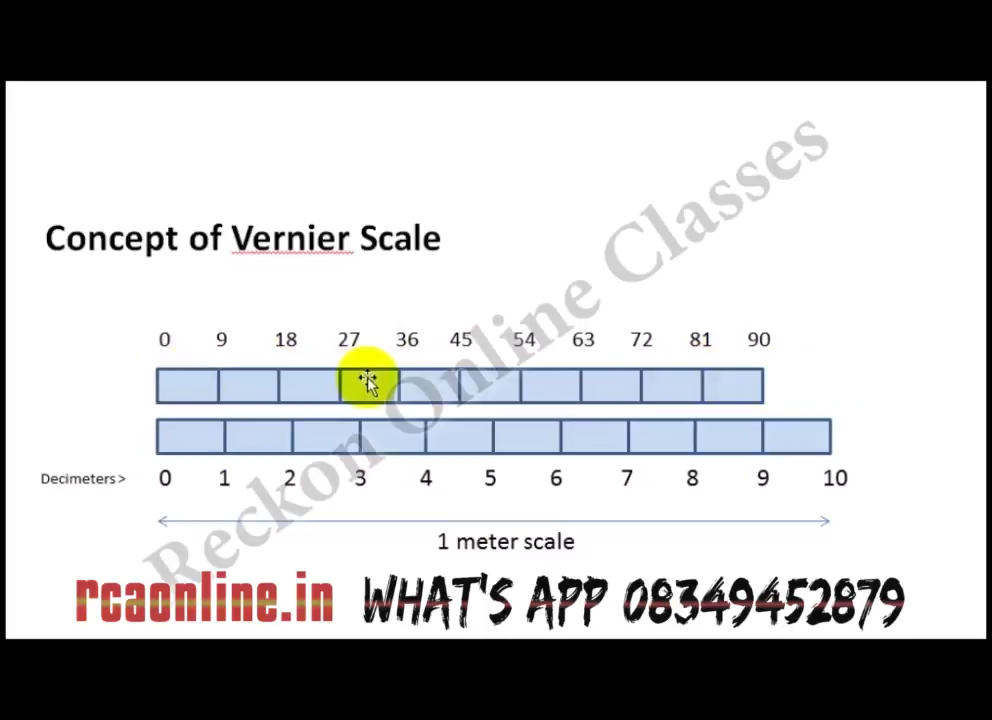 Concept of Vernier Scale
0 9 18 27 36 45 54 63 72 81 90
Decimeters> 0 1 2 3 4 5 6 7 8 9 10
1 meter scale
Reckon Online Classes
rcaonline.in WHAT'S APP 08349452879